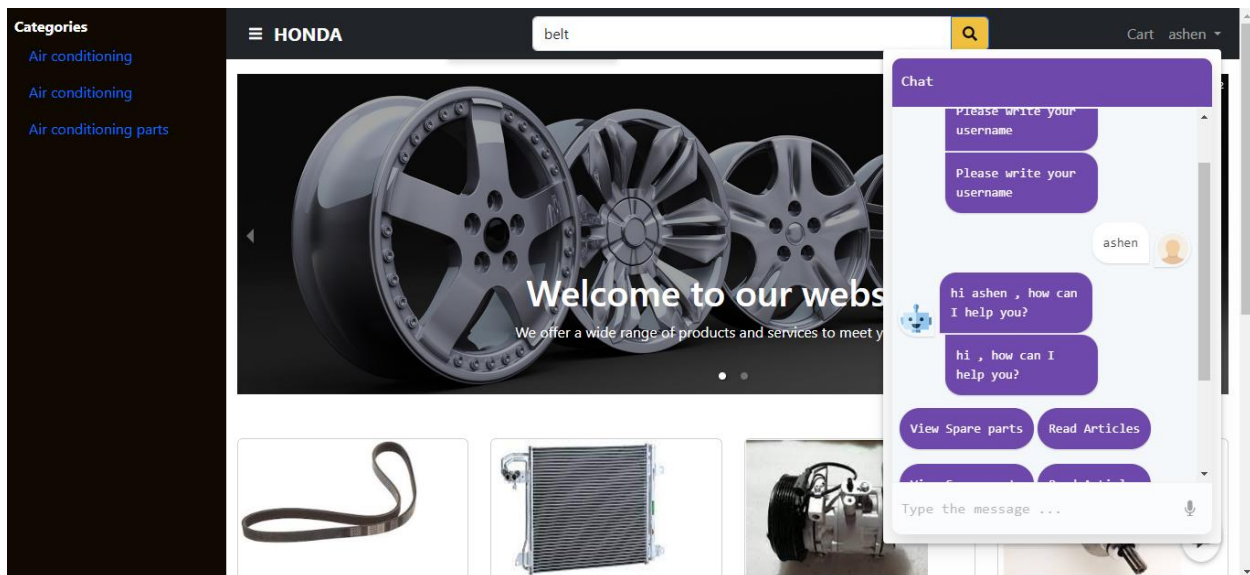 Categories
Air conditioning
Air conditioning
Air conditioning parts
HONDA
belt
Cart ashen
Welcome to our webs
We offer a wide range of products and services to meet y
Chat
Please write your
username
Please write your
username
ashen
hi ashen , how can
I help you?
hi , how can I
help you?
View Spare parts
Read Articles
Type the message ...